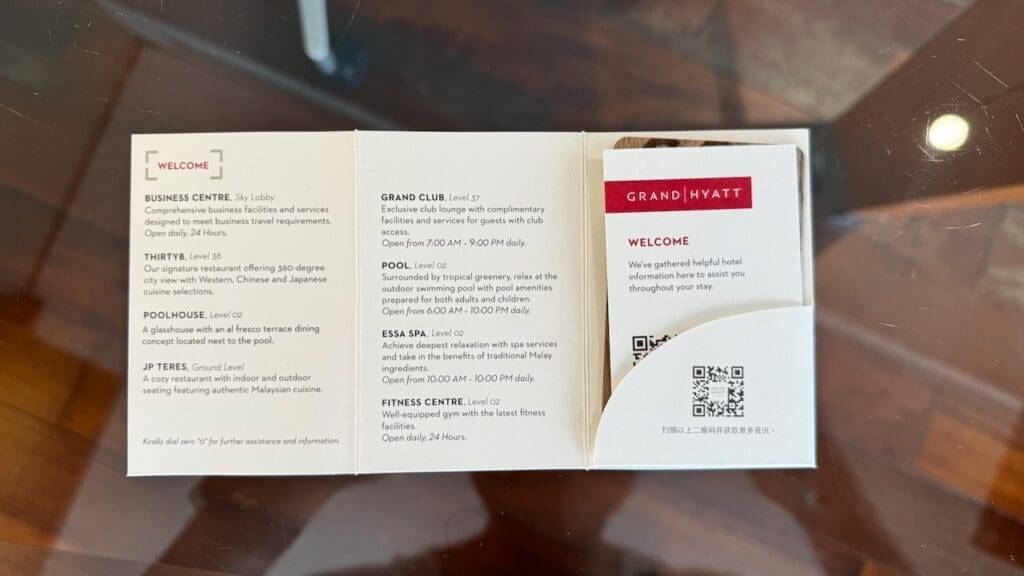 WELCOME
BUSINESS CENTRE, Sky Lobby
Comprehensive business facilities and services
designed to meet business travel requirements.
Open daily, 24 Hours.
THIRTY8, Level 38
Our signature restaurant offering 360-degree
city view with Western, Chinese and Japanese
cuisine selections.
POOLHOUSE, Level 02
A glasshouse with an al fresco terrace dining
concept located next to the pool.
JP TERES, Ground Level
A cozy restaurant with indoor and outdoor
seating featuring authentic Malaysian cuisine.
Kindly dial zero "0" for further assistance and information.
GRAND CLUB, Level 37
Exclusive club lounge with complimentary
facilities and services for guests with club
access.
Open from 7:00 AM – 9:00 PM daily.
POOL, Level 02
Surrounded by tropical greenery, relax at the
outdoor swimming pool with pool amenities
prepared for both adults and children.
Open from 6:00 AM – 10:00 PM daily.
ESSA SPA, Level 02
Achieve deepest relaxation with spa services
and take in the benefits of traditional Malay
ingredients.
Open from 10:00 AM – 10:00 PM daily.
FITNESS CENTRE, Level 02
Well-equipped gym with the latest fitness
facilities.
Open daily, 24 Hours.
GRAND|HYATT
WELCOME
We've gathered helpful hotel
information here to assist you
throughout your stay.
扫描以上二维码并获取更多资讯。